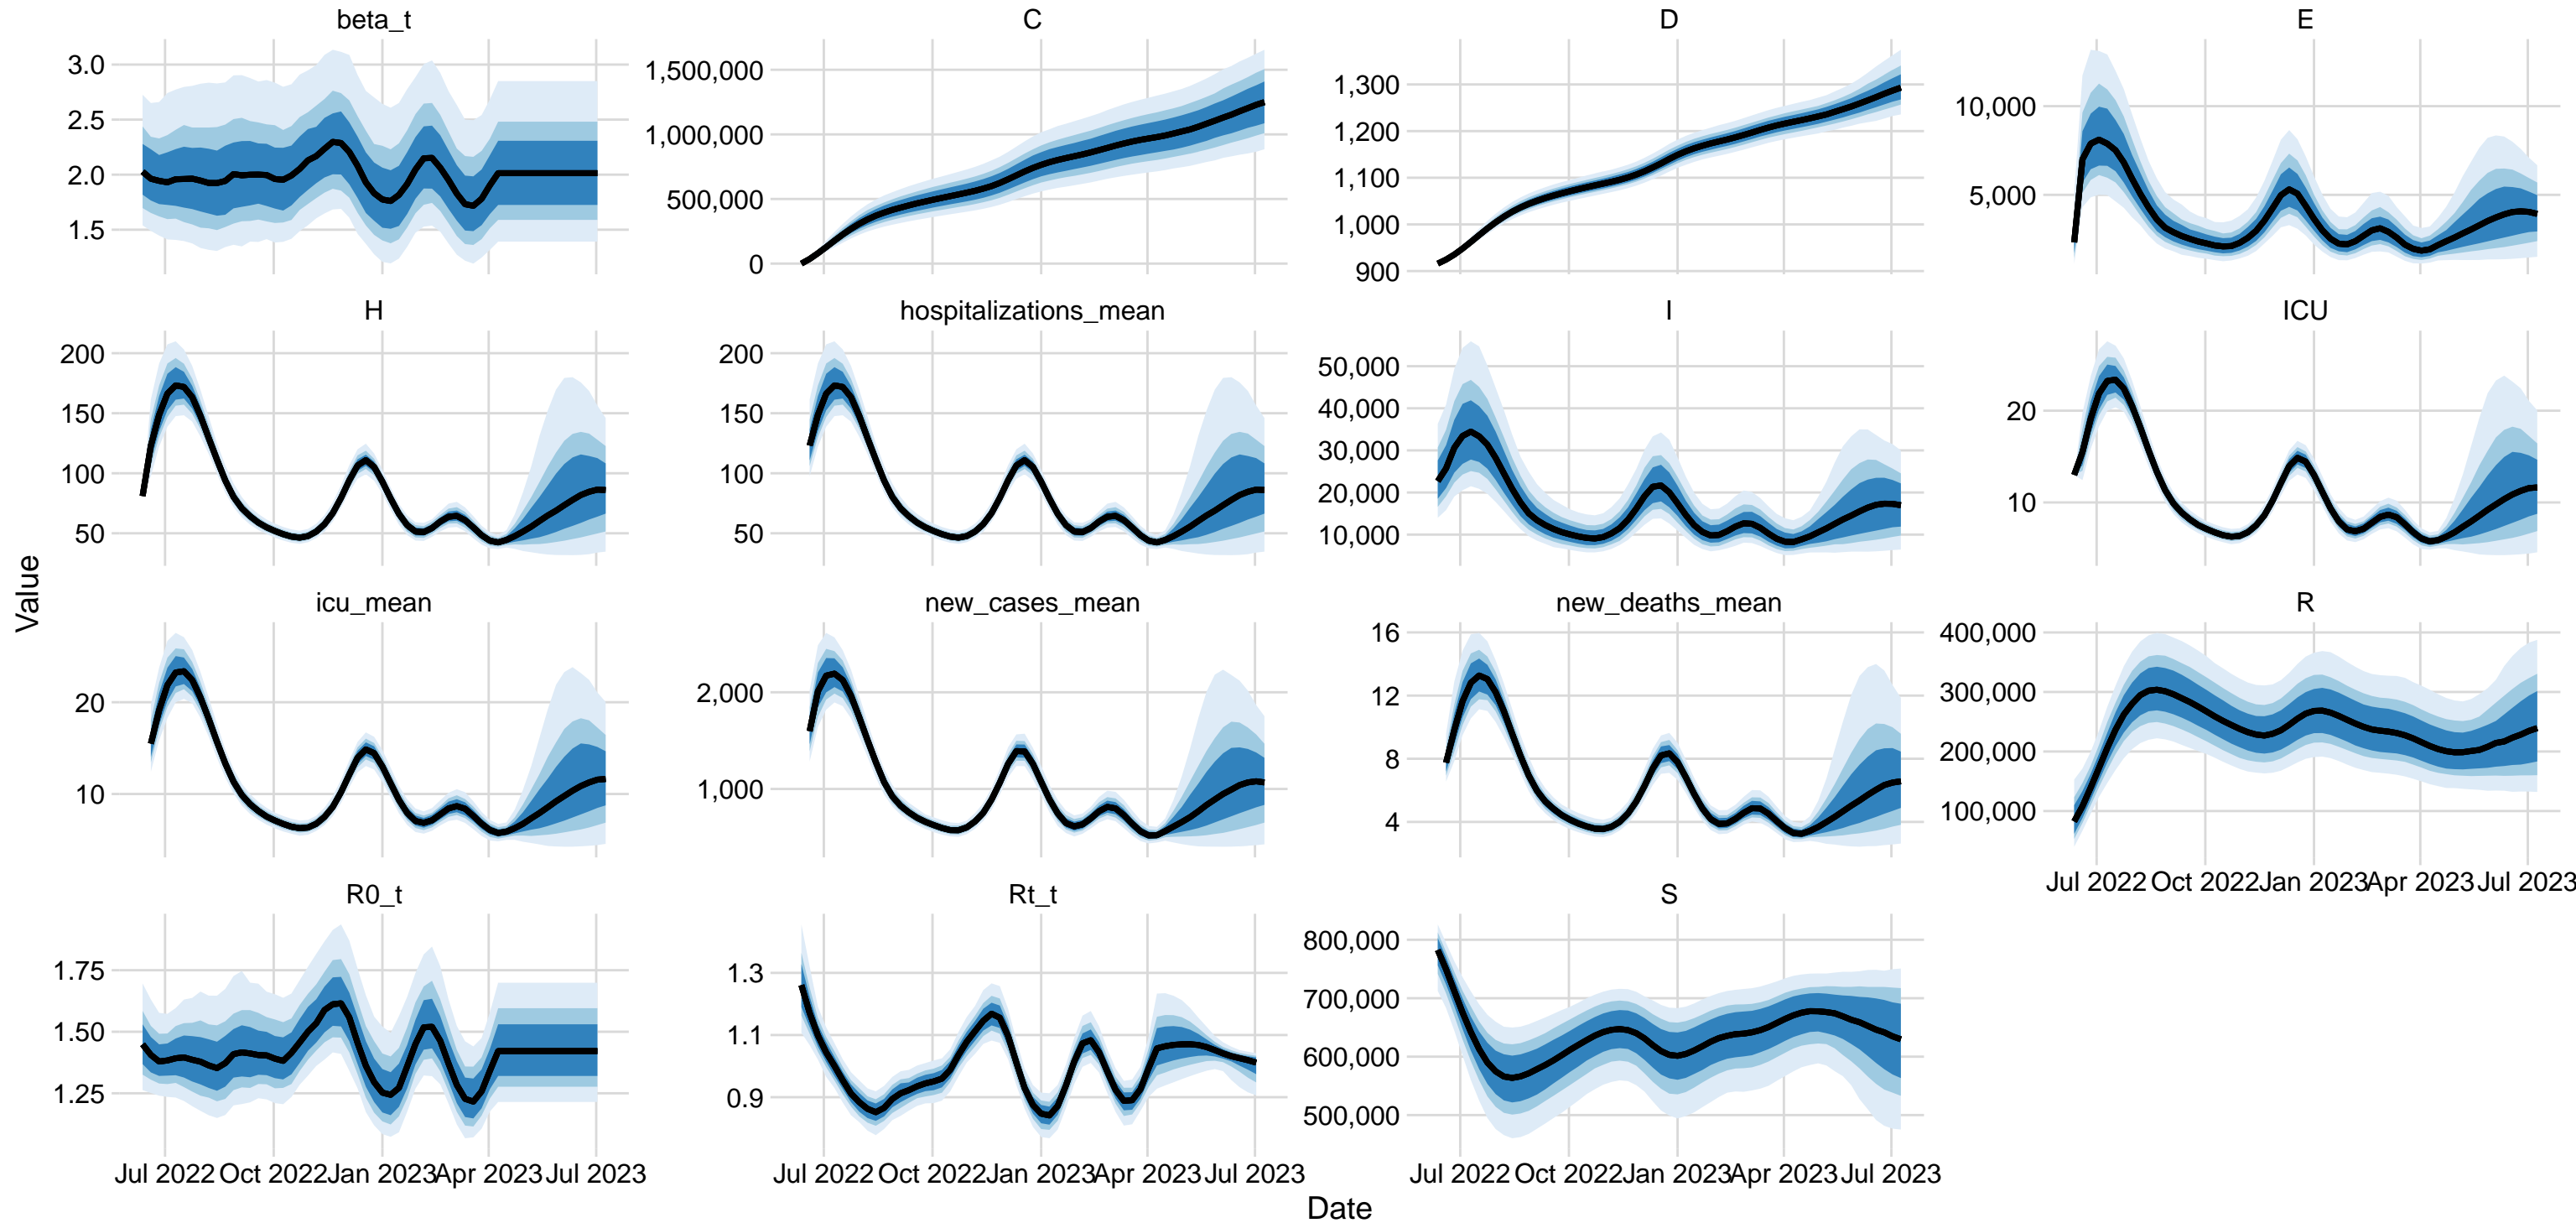 beta_t
C
D
E
3.0
2.5
2.0
1.5
1,500,000
1,000,000
500,000
0
1,300
1,200
1,100
1,000
900
10,000
5,000
H
hospitalizations_mean
I
ICU
200
150
100
50
200
150
100
50
50,000
40,000
30,000
20,000
10,000
20
10
icu_mean
new_cases_mean
new_deaths_mean
R
20
10
2,000
1,000
16
12
8
4
400,000
300,000
200,000
100,000
Jul 2022 Oct 2022 Jan 2023 Apr 2023 Jul 2023
R0_t
Rt_t
S
1.75
1.50
1.25
1.3
1.1
0.9
800,000
700,000
600,000
500,000
Jul 2022 Oct 2022 Jan 2023 Apr 2023 Jul 2023
Jul 2022 Oct 2022 Jan 2023 Apr 2023 Jul 2023
Jul 2022 Oct 2022 Jan 2023 Apr 2023 Jul 2023
Value
Date